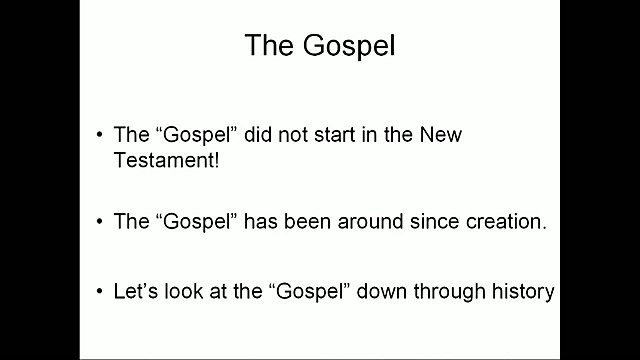 The Gospel
• The “Gospel” did not start in the New
Testament!
• The “Gospel” has been around since creation.
• Let’s look at the “Gospel” down through history